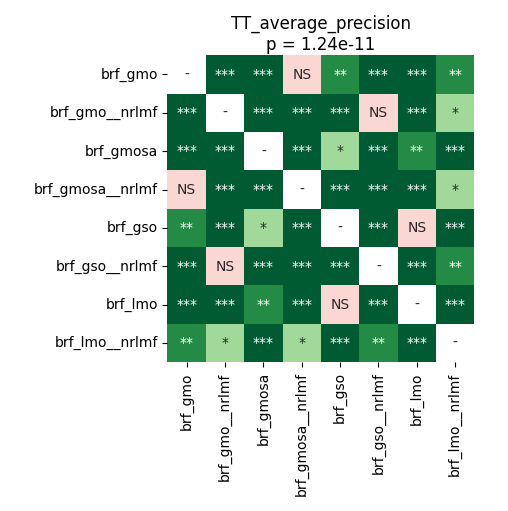 TT_average_precision
p = 1.24e-11
brf_gmo - *** *** NS ** *** *** **
brf_gmo__nrlmf *** - *** *** *** NS *** *
brf_gmosa *** *** - *** * *** ** ***
brf_gmosa__nrlmf NS *** *** - *** *** *** *
brf_gso ** *** * *** - *** NS ***
brf_gso__nrlmf *** NS *** *** *** - *** **
brf_lmo *** *** ** *** NS *** - ***
brf_lmo__nrlmf ** * *** * *** ** *** -
brf_gmo
brf_gmo__nrlmf
brf_gmosa
brf_gmosa__nrlmf
brf_gso
brf_gso__nrlmf
brf_lmo
brf_lmo__nrlmf